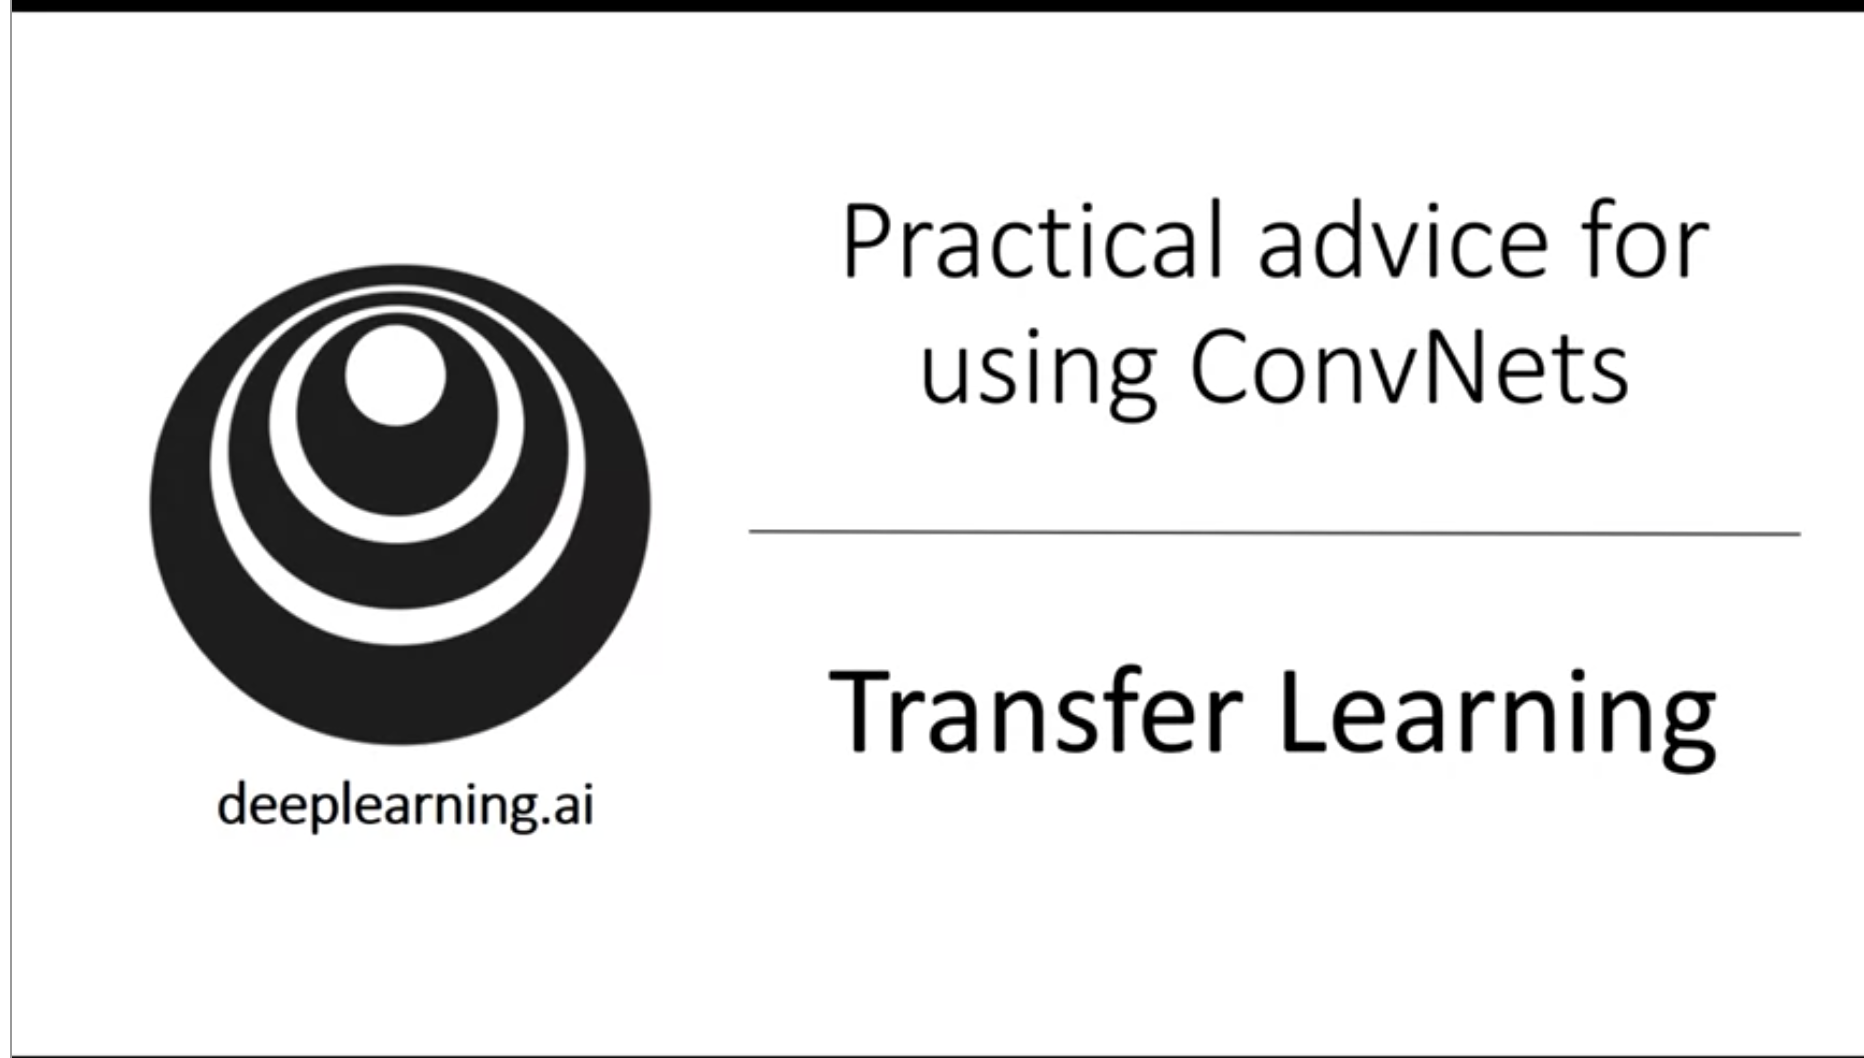 Practical advice for
using ConvNets
Transfer Learning
deeplearning.ai